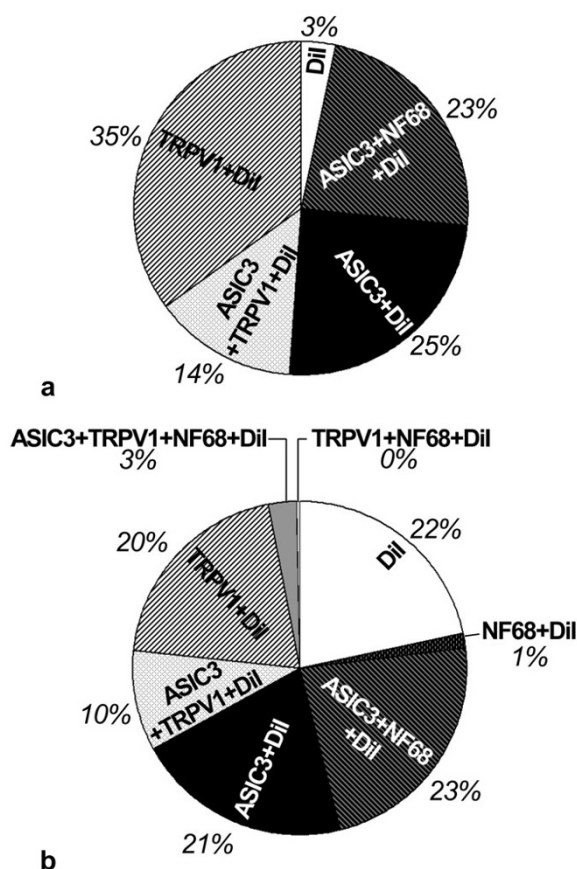 3%
DiI
23%
ASIC3+NF68
+DiI
35%
TRPV1+DiI
ASIC3
+TRPV1+DiI
ASIC3+DiI
14%
25%
a
ASIC3+TRPV1+NF68+DiI
3%
TRPV1+NF68+DiI
0%
22%
DiI
20%
TRPV1+DiI
NF68+DiI
1%
ASIC3
+TRPV1+DiI
10%
ASIC3+NF68
+DiI
23%
ASIC3+DiI
21%
b